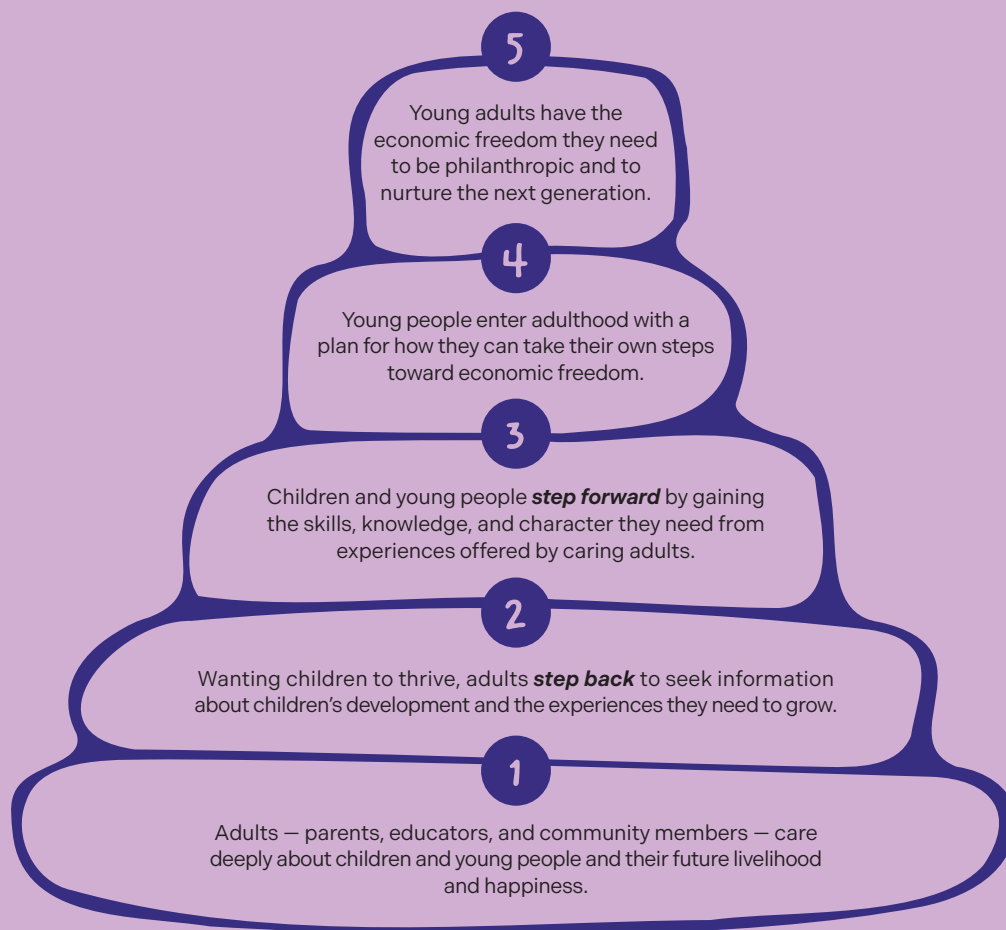 5
Young adults have the
economic freedom they need
to be philanthropic and to
nurture the next generation.
4
Young people enter adulthood with a
plan for how they can take their own steps
toward economic freedom.
3
Children and young people step forward by gaining
the skills, knowledge, and character they need from
experiences offered by caring adults.
2
Wanting children to thrive, adults step back to seek information
about children’s development and the experiences they need to grow.
1
Adults — parents, educators, and community members — care
deeply about children and young people and their future livelihood
and happiness.